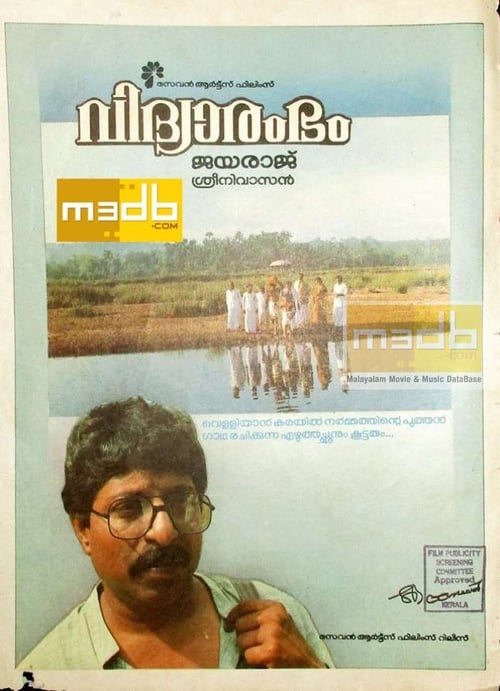 സെവൻ ആർട്ട്സ് ഫിലിംസ്
വിദ്യാരംഭം
ജയരാജ്
ശ്രീനിവാസൻ
m3db
.COM
m3db
.com
Malayalam Movie & Music DataBase
വെള്ളിയാൻ കരയിൽ നർമ്മത്തിന്റെ പുത്തൻ
ഗാഥ രചിക്കുന്ന എഴുത്തച്ഛനും കൂട്ടരും...
FILM PUBLICITY
SCREENING
COMMITTEE
Approved
KERALA
സെവൻ ആർട്ട്സ് ഫിലിംസ് റിലീസ്